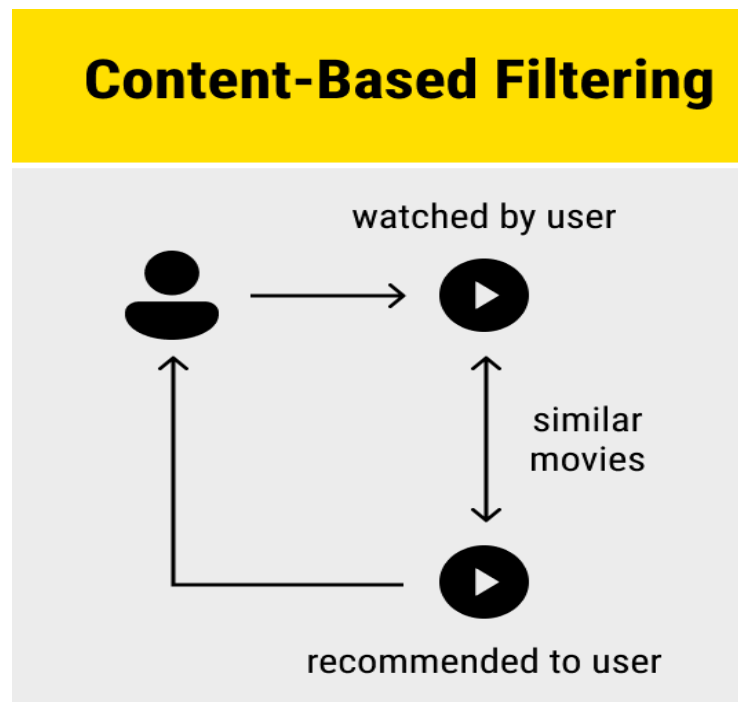 Content-Based Filtering
watched by user
similar
movies
recommended to user